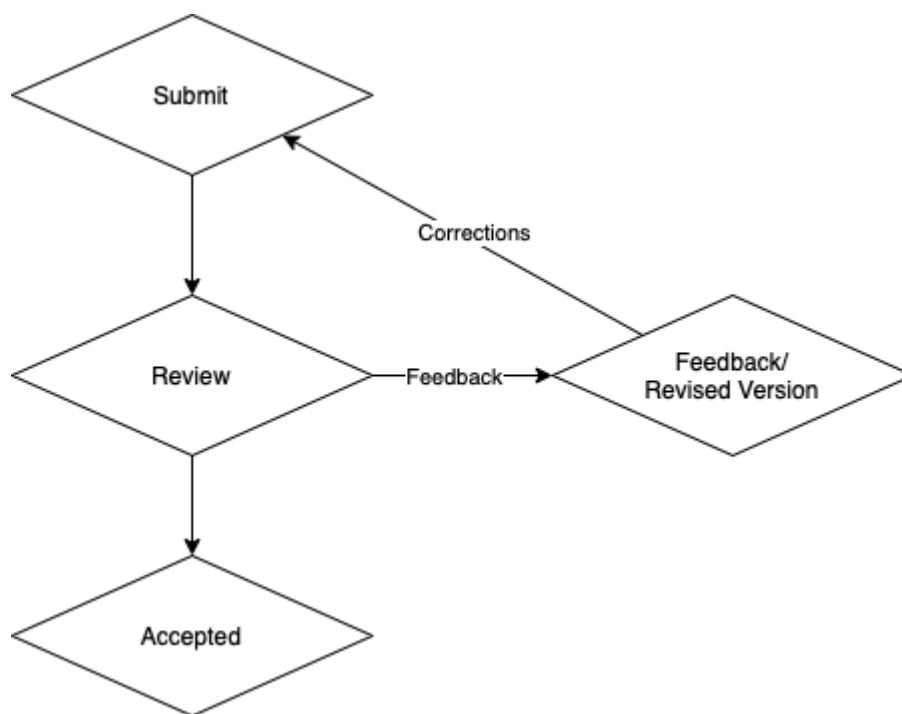 Submit
Corrections
Review
Feedback
Feedback/
Revised Version
Accepted